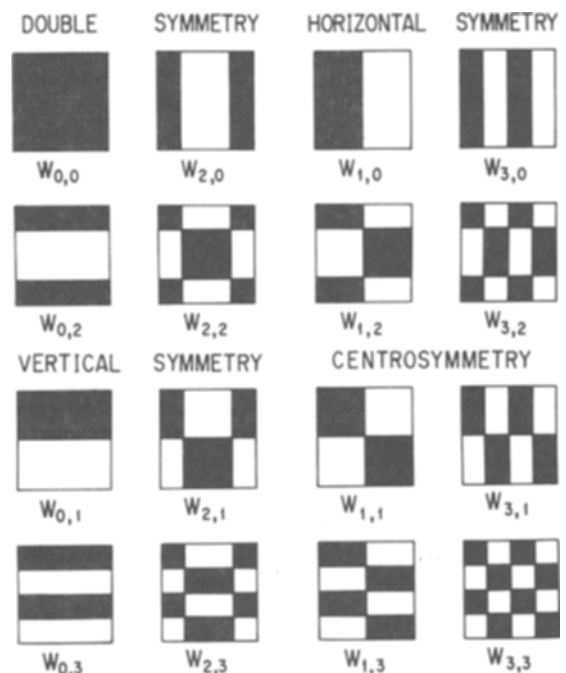 DOUBLE SYMMETRY HORIZONTAL SYMMETRY
W0,0 W2,0 W1,0 W3,0
W0,2 W2,2 W1,2 W3,2
VERTICAL SYMMETRY CENTROSYMMETRY
W0,1 W2,1 W1,1 W3,1
W0,3 W2,3 W1,3 W3,3